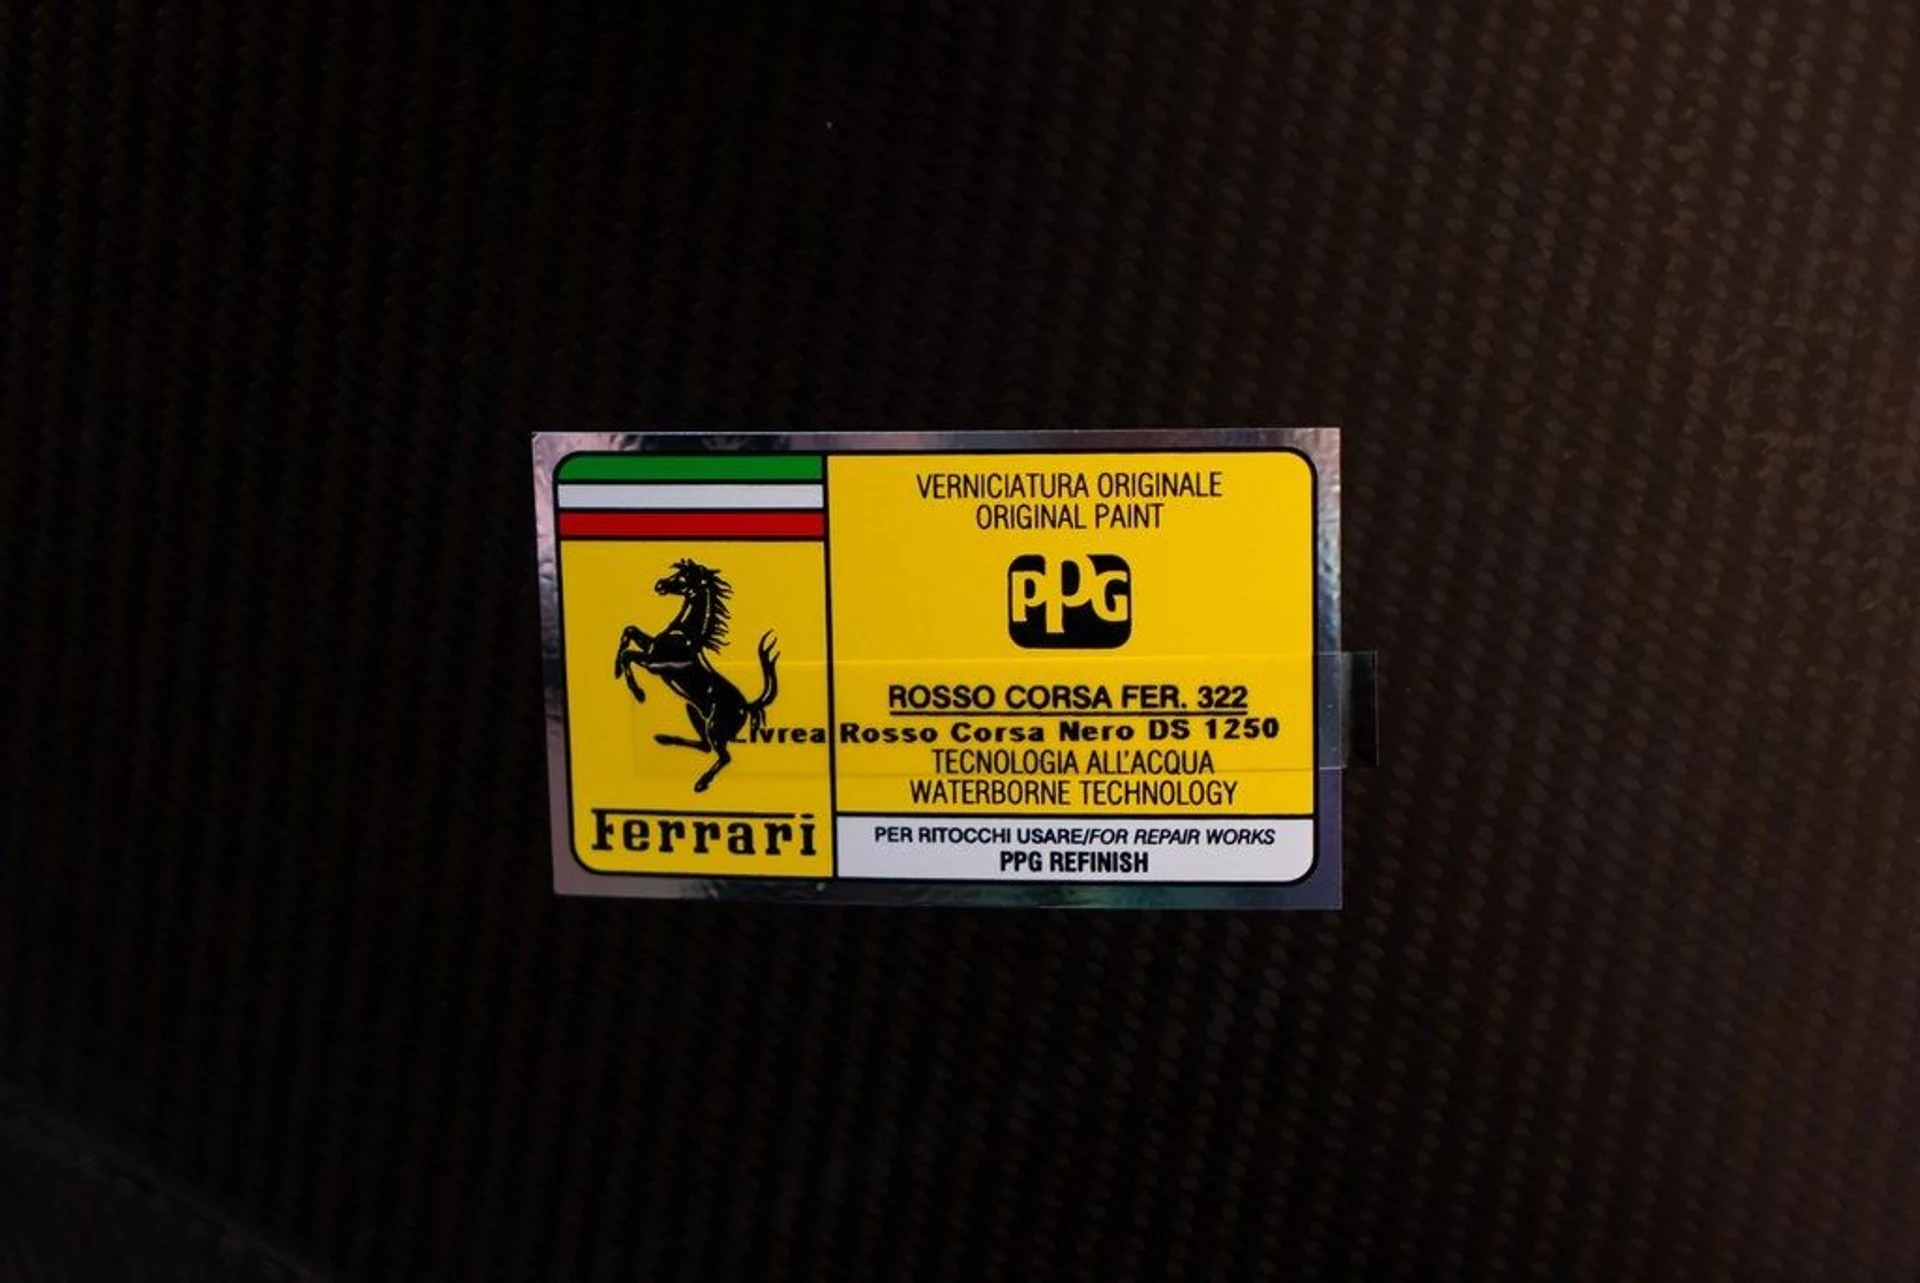 VERNICIATURA ORIGINALE
ORIGINAL PAINT
PPG
ROSSO CORSA FER. 322
Livrea Rosso Corsa Nero DS 1250
TECNOLOGIA ALL'ACQUA
WATERBORNE TECHNOLOGY
Ferrari
PER RITOCCHI USARE/FOR REPAIR WORKS
PPG REFINISH